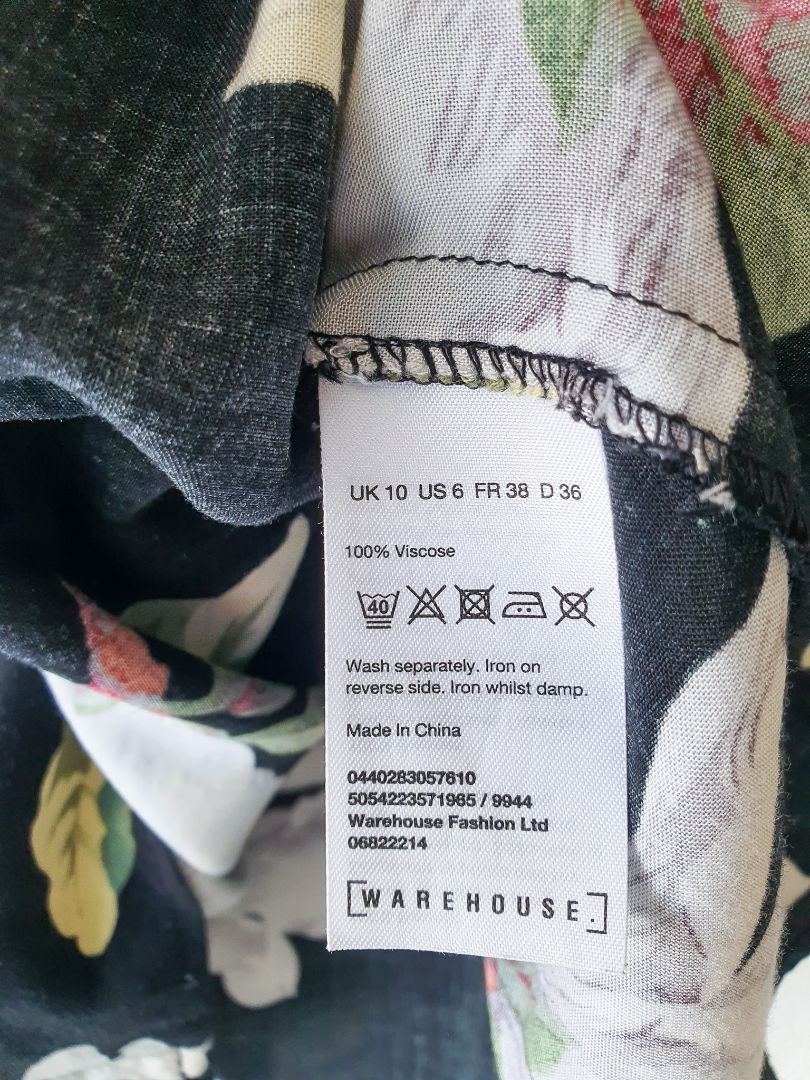 UK 10 US 6 FR 38 D 36
100% Viscose
40
Wash separately. Iron on
reverse side. Iron whilst damp.
Made In China
0440283057610
5054223571965 / 9944
Warehouse Fashion Ltd
06822214
[WAREHOUSE.]